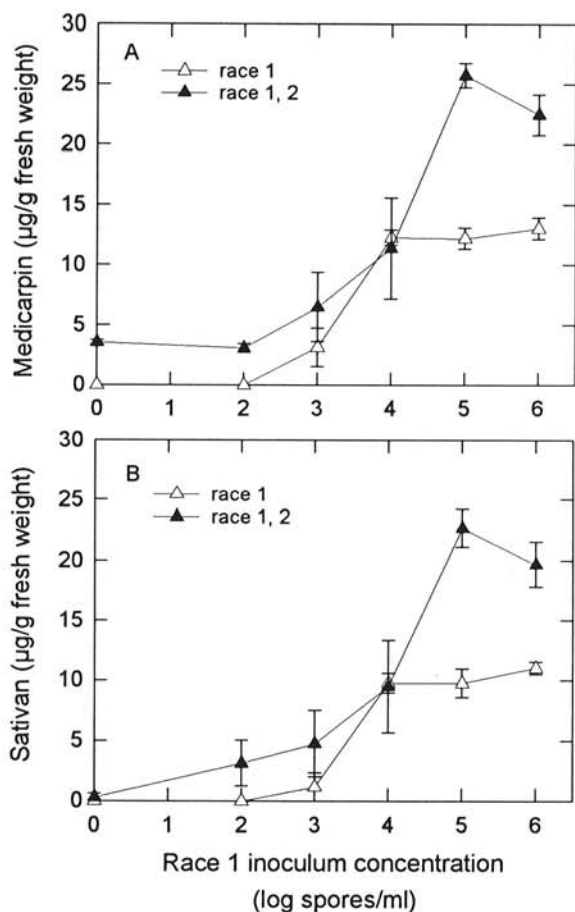 30
A
race 1
race 1, 2
25
20
15
10
5
0
Medicarpin (µg/g fresh weight)
0 1 2 3 4 5 6
30
B
race 1
race 1, 2
25
20
15
10
5
0
Sativan (µg/g fresh weight)
0 1 2 3 4 5 6
Race 1 inoculum concentration
(log spores/ml)